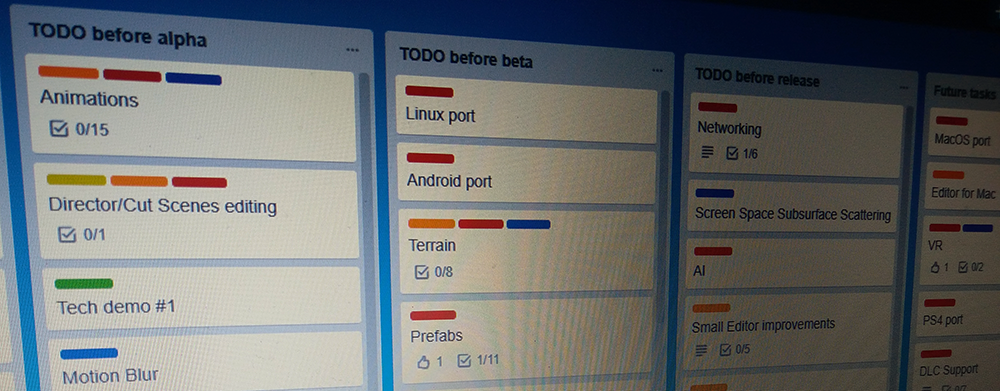 TODO before alpha
Animations
0/15
Director/Cut Scenes editing
0/1
Tech demo #1
Motion Blur
TODO before beta
Linux port
Android port
Terrain
0/8
Prefabs
1 1/11
TODO before release
Networking
1/6
Screen Space Subsurface Scattering
AI
Small Editor improvements
0/5
Future tasks
MacOS port
Editor for Mac
VR
1 0/2
PS4 port
DLC Support